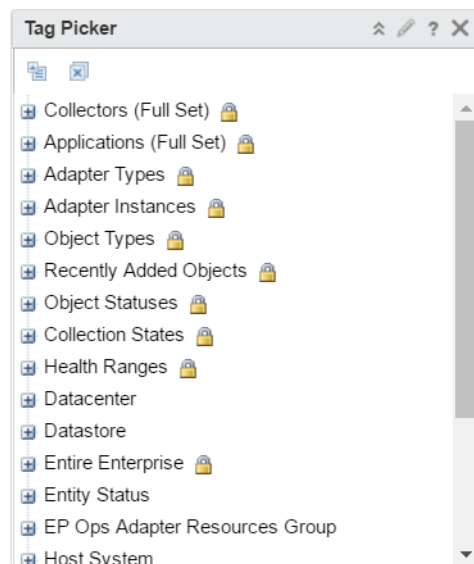 Tag Picker ?
Collectors (Full Set)
Applications (Full Set)
Adapter Types
Adapter Instances
Object Types
Recently Added Objects
Object Statuses
Collection States
Health Ranges
Datacenter
Datastore
Entire Enterprise
Entity Status
EP Ops Adapter Resources Group
Host System